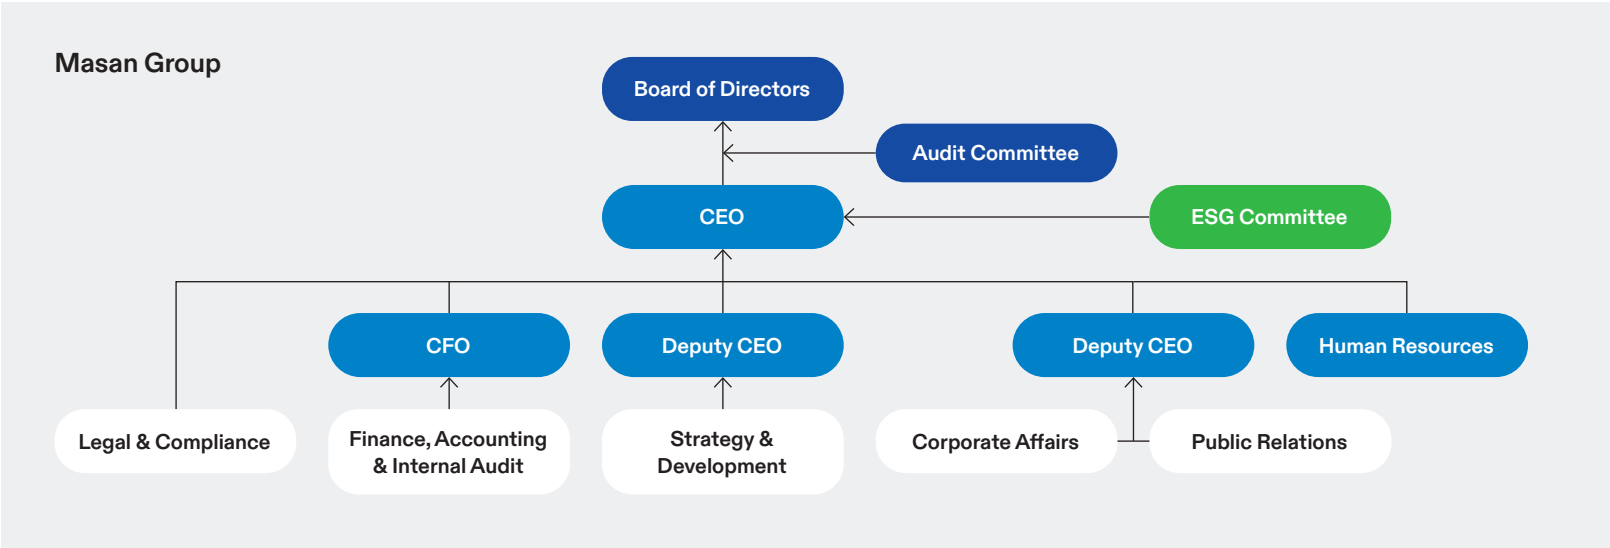 Masan Group
Board of Directors
Audit Committee
CEO
ESG Committee
CFO
Deputy CEO
Deputy CEO
Human Resources
Legal & Compliance
Finance, Accounting
& Internal Audit
Strategy &
Development
Corporate Affairs
Public Relations